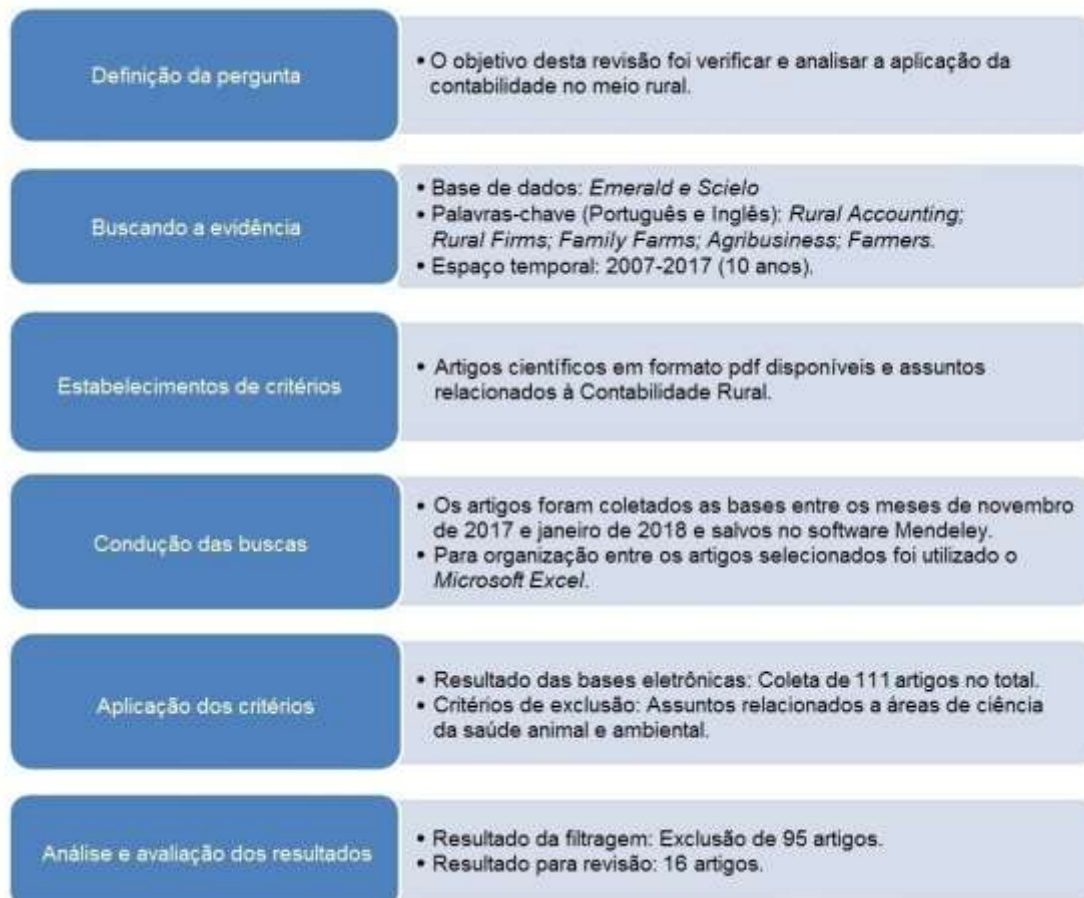 Definição da pergunta
• O objetivo desta revisão foi verificar e analisar a aplicação da
contabilidade no meio rural.
Buscando a evidência
• Base de dados: Emerald e Scielo
• Palavras-chave (Português e Inglês): Rural Accounting;
Rural Firms; Family Farms; Agribusiness; Farmers.
• Espaço temporal: 2007-2017 (10 anos).
Estabelecimentos de critérios
• Artigos científicos em formato pdf disponíveis e assuntos
relacionados à Contabilidade Rural.
Condução das buscas
• Os artigos foram coletados as bases entre os meses de novembro
de 2017 e janeiro de 2018 e salvos no software Mendeley.
• Para organização entre os artigos selecionados foi utilizado o
Microsoft Excel.
Aplicação dos critérios
• Resultado das bases eletrônicas: Coleta de 111 artigos no total.
• Critérios de exclusão: Assuntos relacionados a áreas de ciência
da saúde animal e ambiental.
Análise e avaliação dos resultados
• Resultado da filtragem: Exclusão de 95 artigos.
• Resultado para revisão: 16 artigos.